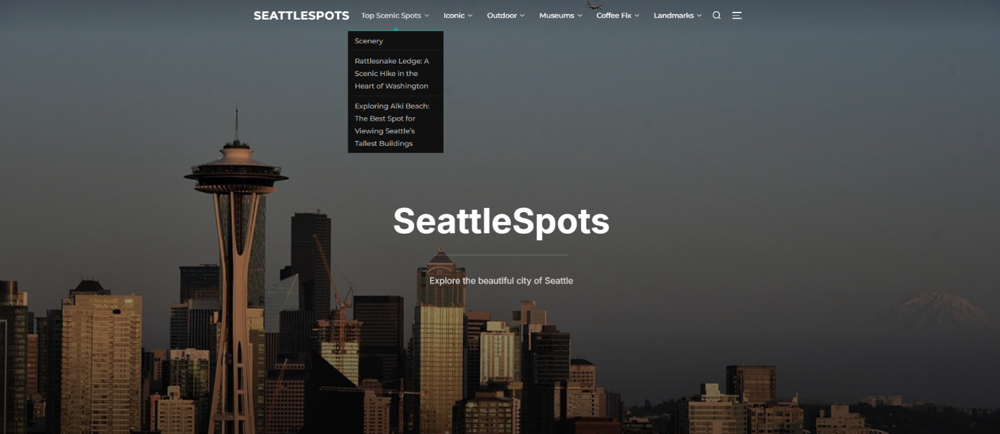 SEATTLESPOTS Top Scenic Spots Iconic Outdoor Museums Coffee Fix Landmarks
Scenery
Rattlesnake Ledge: A
Scenic Hike in the
Heart of Washington
Exploring Alki Beach:
The Best Spot for
Viewing Seattle's
Tallest Buildings
SeattleSpots
Explore the beautiful city of Seattle